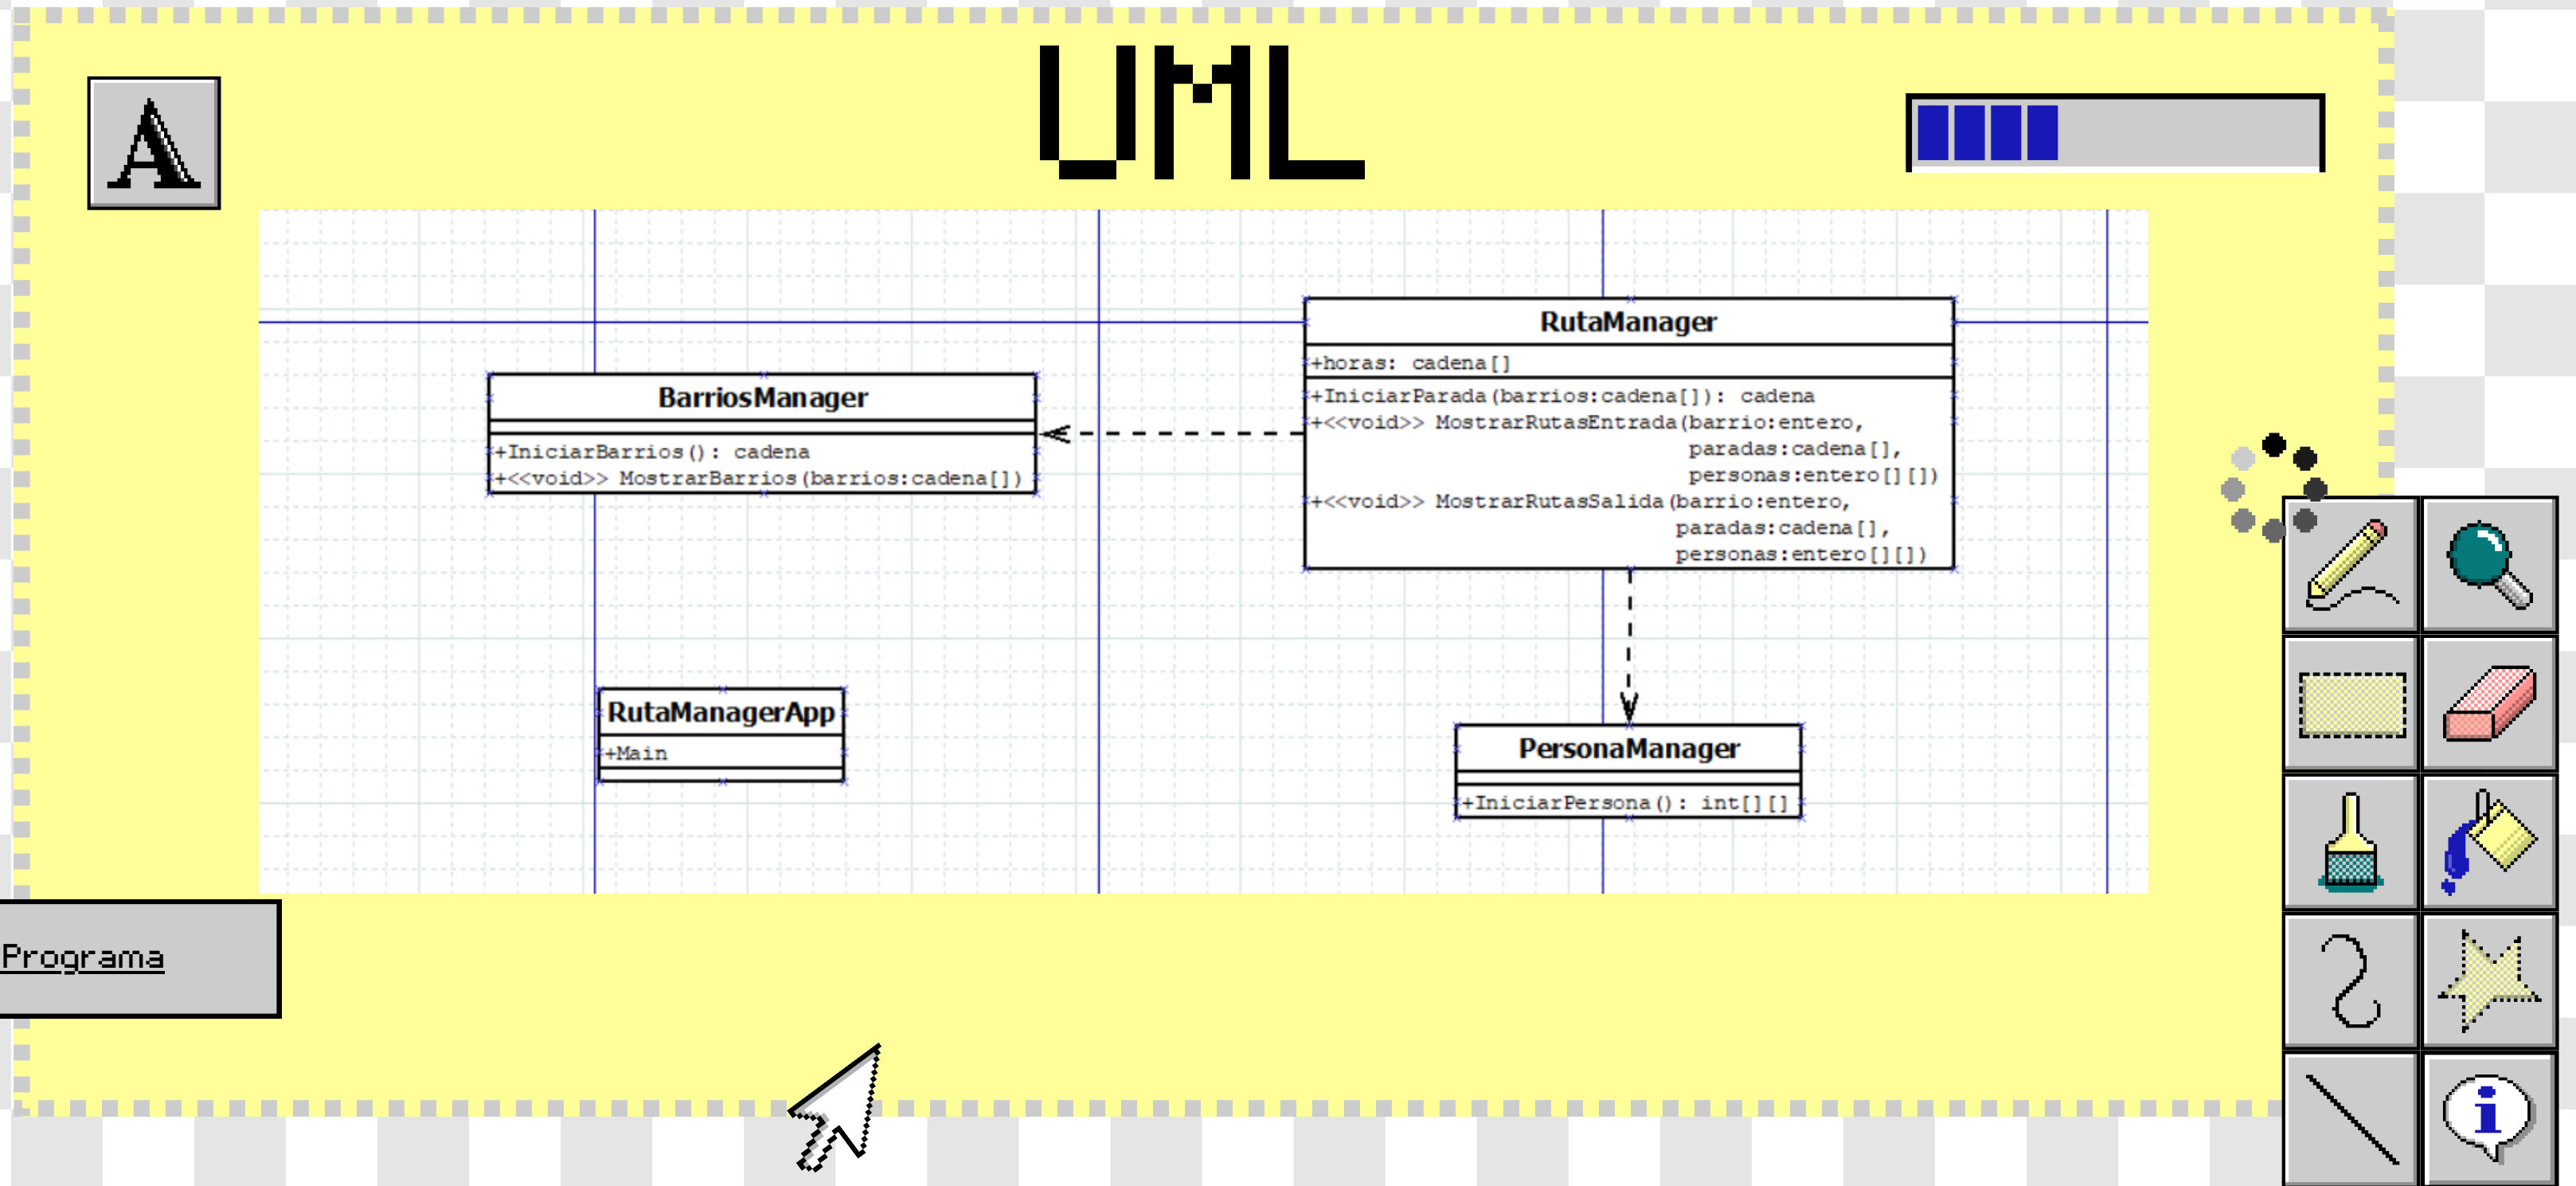 UML
A
BarriosManager
+IniciarBarrios(): cadena
+<<void>> MostrarBarrios(barrios:cadena[])
RutaManager
+horas: cadena[]
+IniciarParada(barrios:cadena[]): cadena
+<<void>> MostrarRutasEntrada(barrio:entero,
paradas:cadena[],
personas:entero[][])
+<<void>> MostrarRutasSalida(barrio:entero,
paradas:cadena[],
personas:entero[][])
RutaManagerApp
+Main
PersonaManager
+IniciarPersona(): int[][]
Programa
i